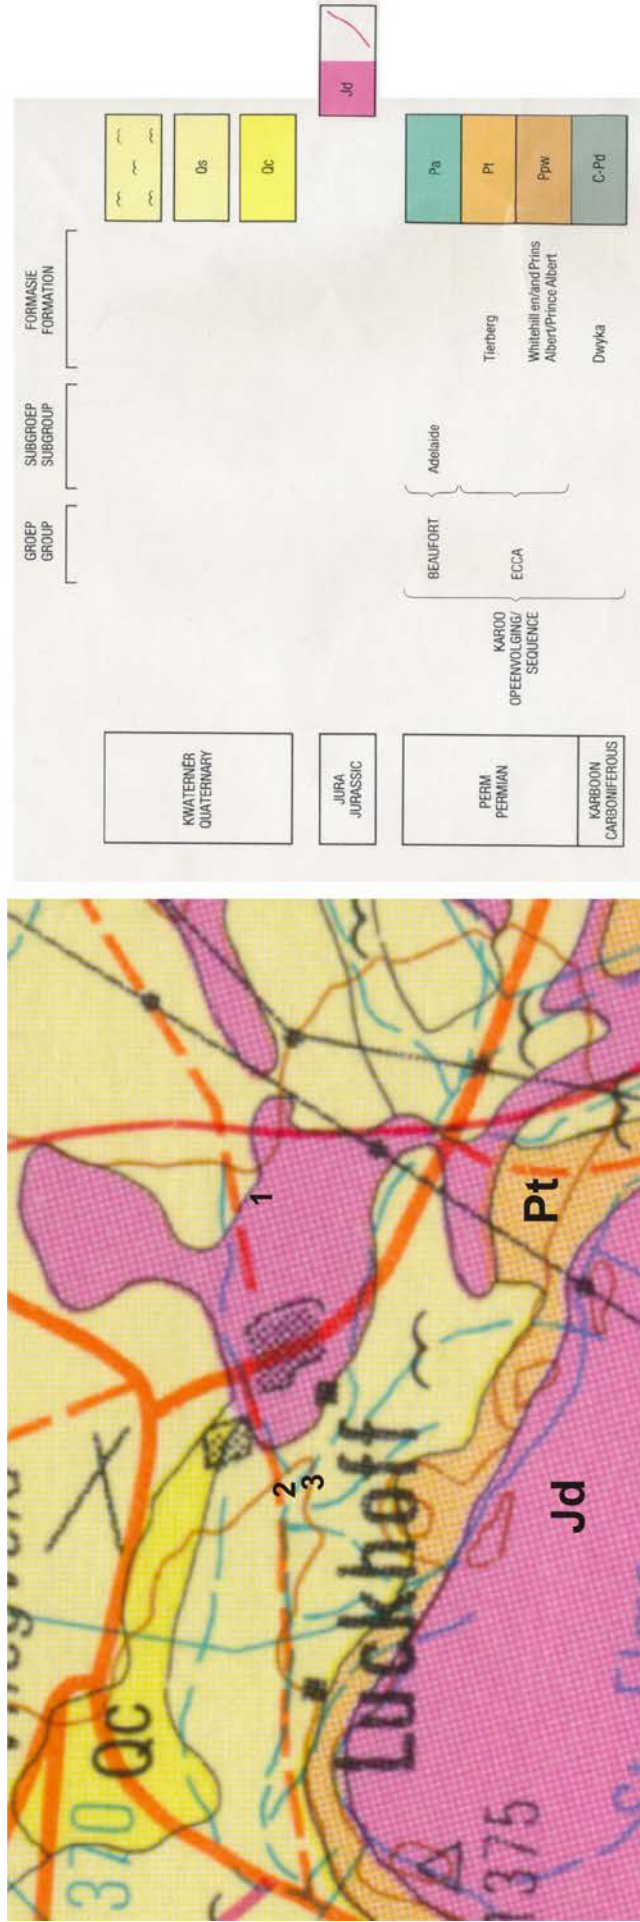 QC
370
1
2
3
Luckhoff
Pt
Jd
1375
GROEP
GROUP
SUBGROEP
SUBGROUP
FORMASIE
FORMATION
KWATERNÊR
QUATERNARY
Qs
Qc
JURA
JURASSIC
Jd
PERM
PERMIAN
KARBOON
CARBONIFEROUS
KAROO
OPEENVOLGING/
SEQUENCE
BEAUFORT
Adelaide
Pa
ECCA
Tierberg
Pt
Whitehill en/and Prins
Albert/Prince Albert
Ppw
Dwyka
C-Pd